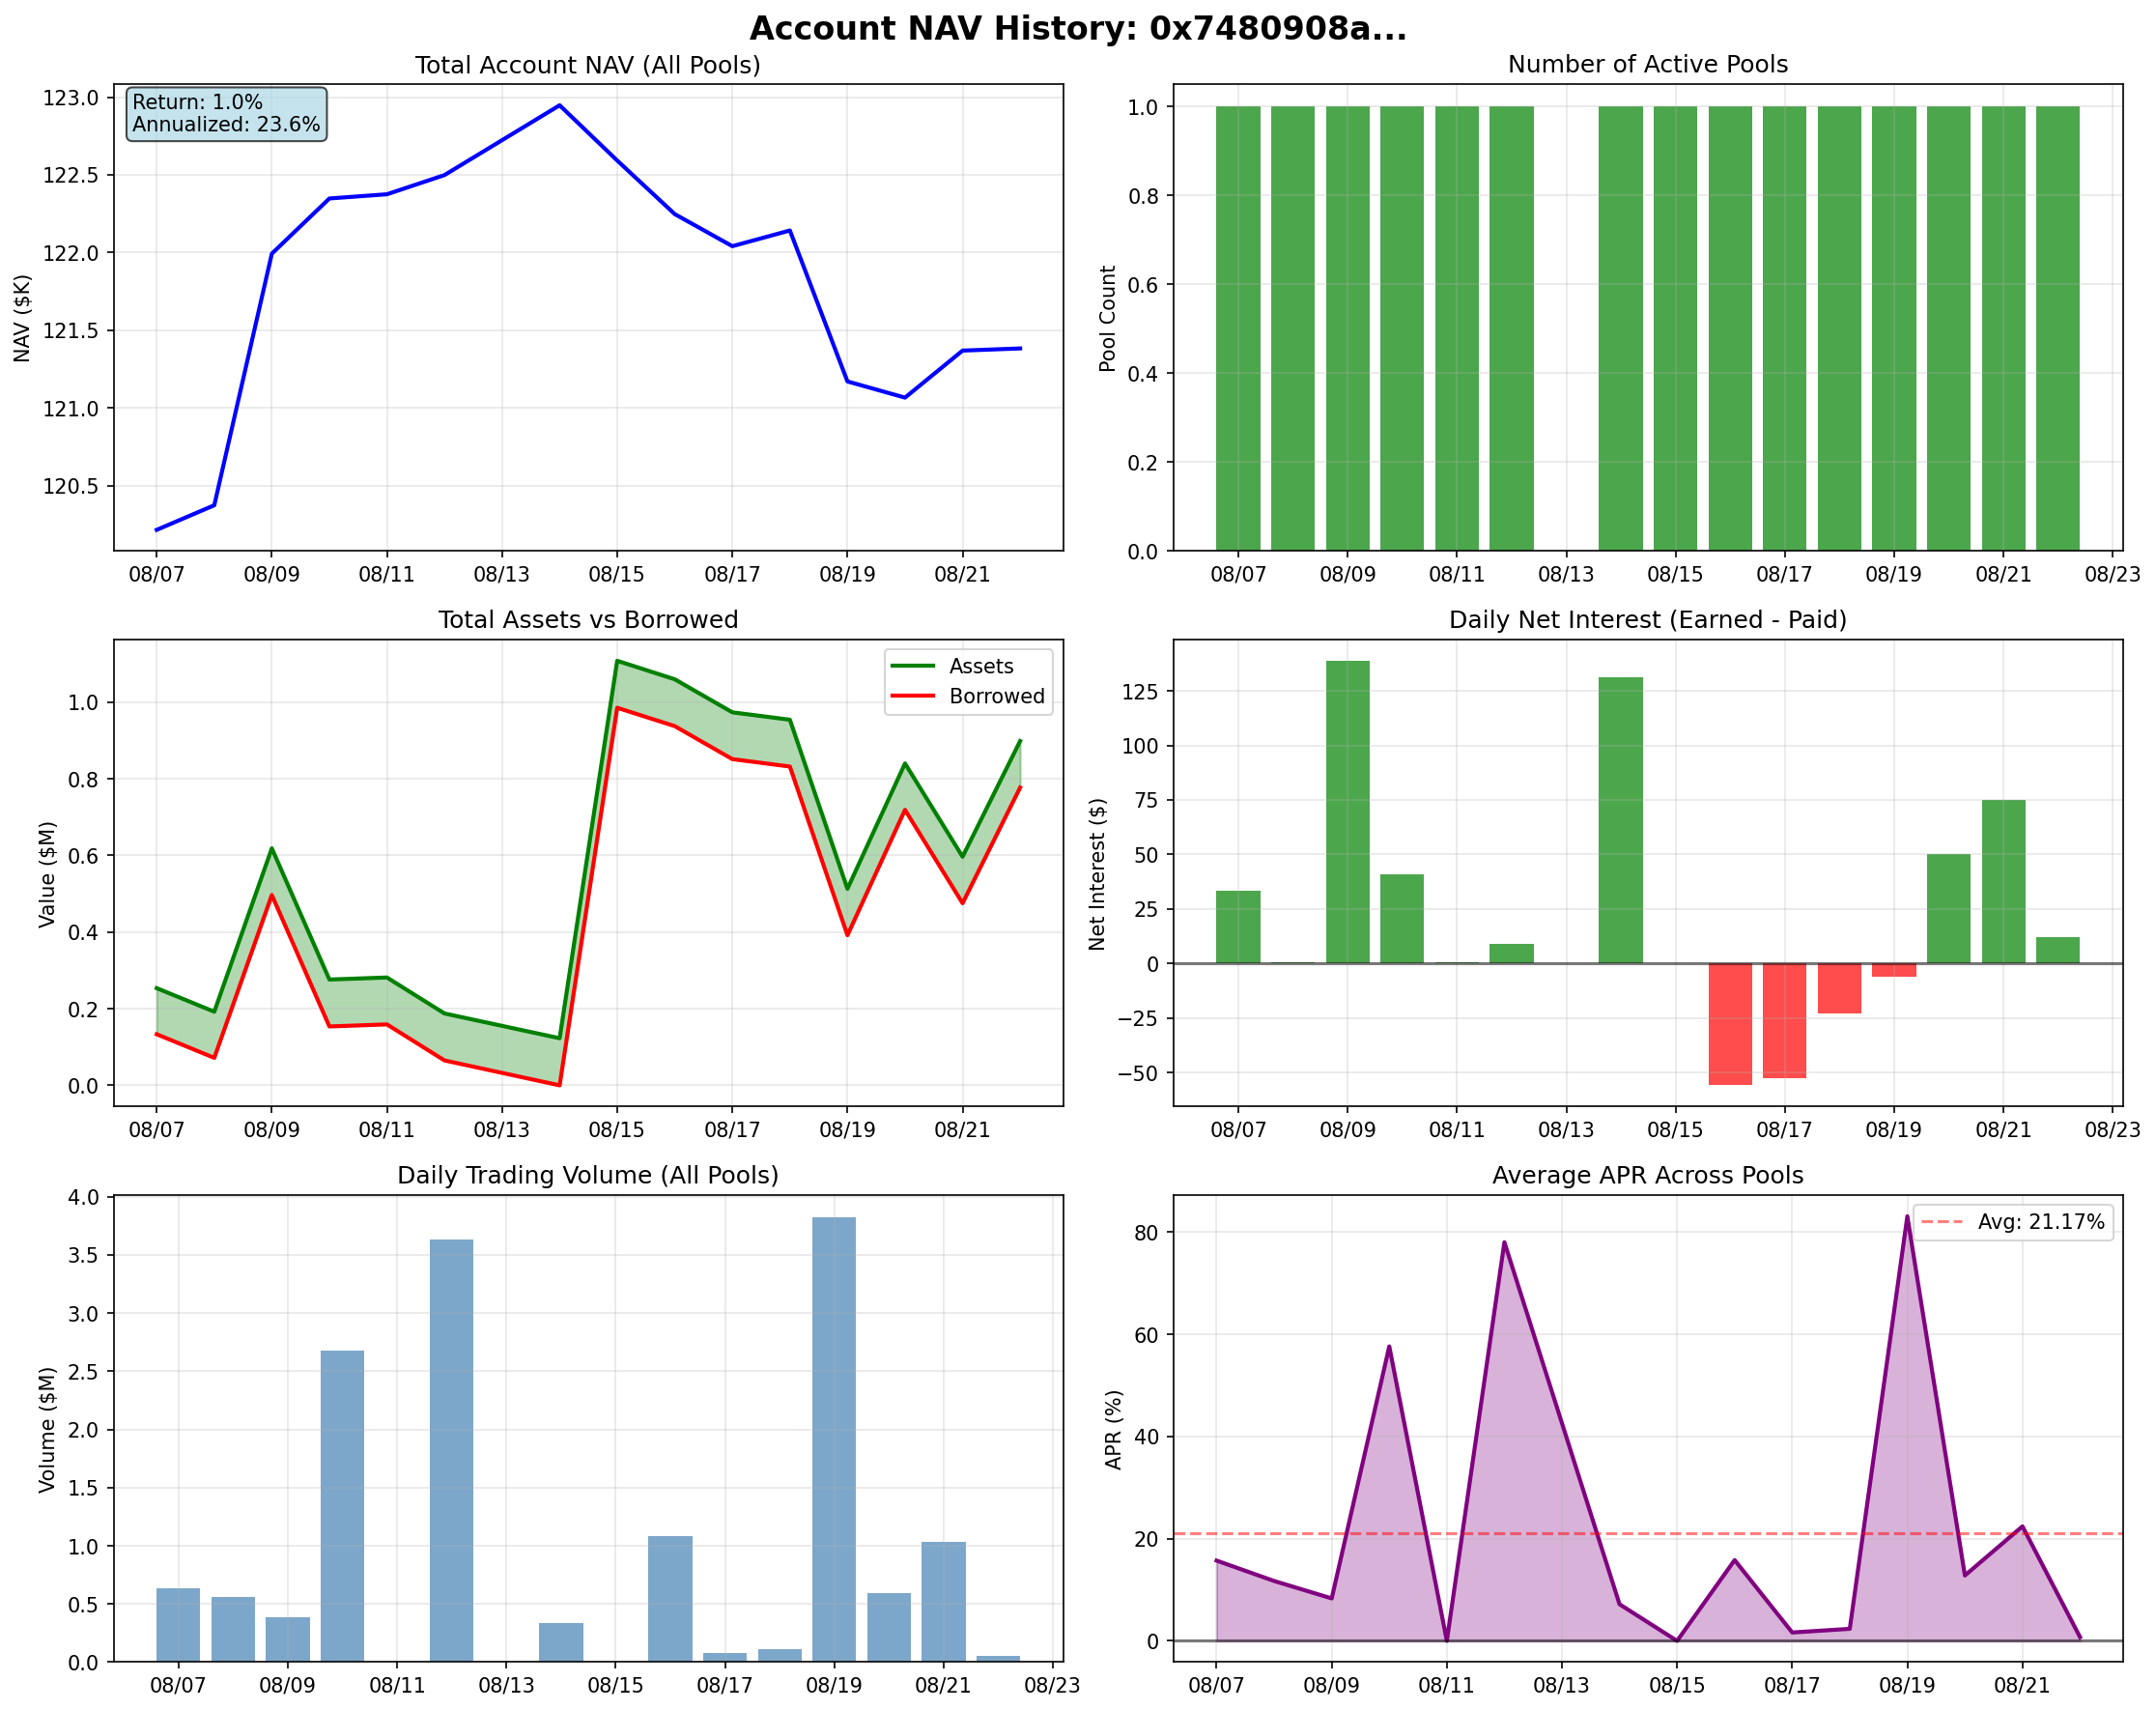 Account NAV History: 0x7480908a...
Total Account NAV (All Pools)
Return: 1.0%
Annualized: 23.6%
NAV ($K)
123.0
122.5
122.0
121.5
121.0
120.5
08/07 08/09 08/11 08/13 08/15 08/17 08/19 08/21
Number of Active Pools
Pool Count
1.0
0.8
0.6
0.4
0.2
0.0
08/07 08/09 08/11 08/13 08/15 08/17 08/19 08/21 08/23
Total Assets vs Borrowed
Assets
Borrowed
Value ($M)
1.0
0.8
0.6
0.4
0.2
0.0
08/07 08/09 08/11 08/13 08/15 08/17 08/19 08/21
Daily Net Interest (Earned - Paid)
Net Interest ($)
125
100
75
50
25
0
−25
−50
08/07 08/09 08/11 08/13 08/15 08/17 08/19 08/21 08/23
Daily Trading Volume (All Pools)
Volume ($M)
4.0
3.5
3.0
2.5
2.0
1.5
1.0
0.5
0.0
08/07 08/09 08/11 08/13 08/15 08/17 08/19 08/21 08/23
Average APR Across Pools
Avg: 21.17%
APR (%)
80
60
40
20
0
08/07 08/09 08/11 08/13 08/15 08/17 08/19 08/21